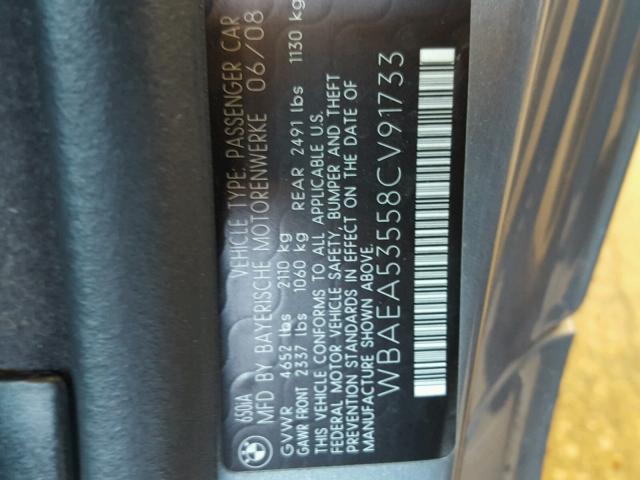 650IA VEHICLE TYPE: PASSENGER CAR
MFD BY BAYERISCHE MOTORENWERKE 06/08
GVWR 4652 lbs 2110 kg
GAWR FRONT 2337 lbs 1060 kg REAR 2491 lbs 1130 kg
THIS VEHICLE CONFORMS TO ALL APPLICABLE U.S.
FEDERAL MOTOR VEHICLE SAFETY, BUMPER AND THEFT
PREVENTION STANDARDS IN EFFECT ON THE DATE OF
MANUFACTURE SHOWN ABOVE.
WBAEA53558CV91733